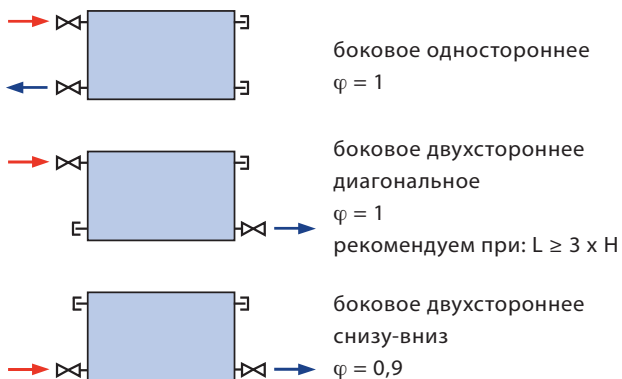 боковое одностороннее
φ = 1
боковое двухстороннее
диагональное
φ = 1
рекомендуем при: L ≥ 3 x H
боковое двухстороннее
снизу-вниз
φ = 0,9